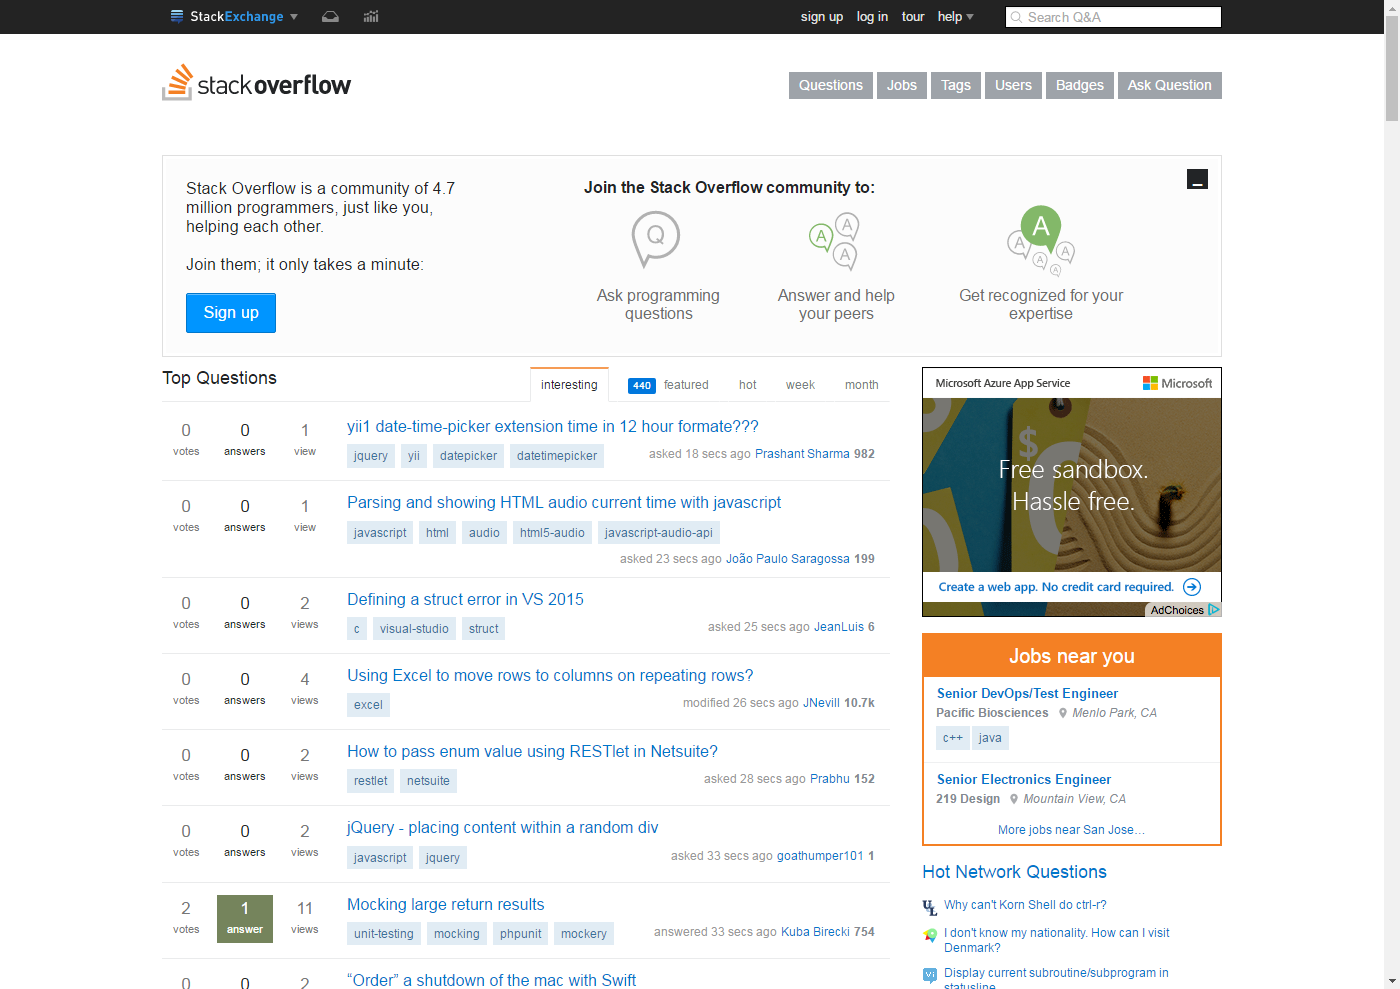 StackExchange
sign up log in tour help
Search Q&A
stackoverflow
Questions Jobs Tags Users Badges Ask Question
Stack Overflow is a community of 4.7
million programmers, just like you,
helping each other.
Join them; it only takes a minute:
Sign up
Join the Stack Overflow community to:
Q
A A A
A A A A A
Ask programming
questions
Answer and help
your peers
Get recognized for your
expertise
Top Questions
interesting 440 featured hot week month
0 votes 0 answers 1 view
yii1 date-time-picker extension time in 12 hour formate???
jquery yii datepicker datetimepicker
asked 18 secs ago Prashant Sharma 982
0 votes 0 answers 1 view
Parsing and showing HTML audio current time with javascript
javascript html audio html5-audio javascript-audio-api
asked 23 secs ago João Paulo Saragossa 199
0 votes 0 answers 2 views
Defining a struct error in VS 2015
c visual-studio struct
asked 25 secs ago JeanLuis 6
0 votes 0 answers 4 views
Using Excel to move rows to columns on repeating rows?
excel
modified 26 secs ago JNevill 10.7k
0 votes 0 answers 2 views
How to pass enum value using RESTlet in Netsuite?
restlet netsuite
asked 28 secs ago Prabhu 152
0 votes 0 answers 2 views
jQuery - placing content within a random div
javascript jquery
asked 33 secs ago goathumper101 1
2 votes 1 answer 11 views
Mocking large return results
unit-testing mocking phpunit mockery
answered 33 secs ago Kuba Birecki 754
0 0 2
“Order” a shutdown of the mac with Swift
Microsoft Azure App Service
Microsoft
$
Free sandbox.
Hassle free.
Create a web app. No credit card required.
AdChoices
Jobs near you
Senior DevOps/Test Engineer
Pacific Biosciences Menlo Park, CA
c++ java
Senior Electronics Engineer
219 Design Mountain View, CA
More jobs near San Jose…
Hot Network Questions
UL Why can't Korn Shell do ctrl-r?
I don't know my nationality. How can I visit
Denmark?
Vi Display current subroutine/subprogram in
statusline